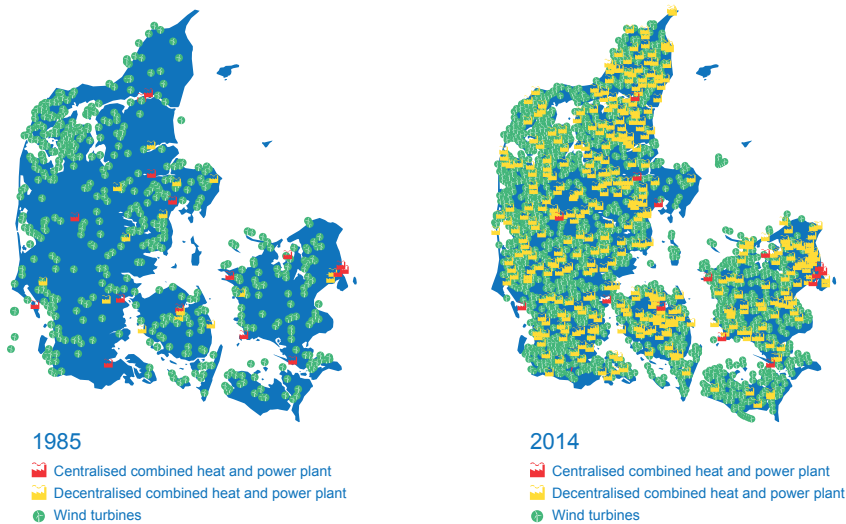 1985
Centralised combined heat and power plant
Decentralised combined heat and power plant
Wind turbines
2014
Centralised combined heat and power plant
Decentralised combined heat and power plant
Wind turbines